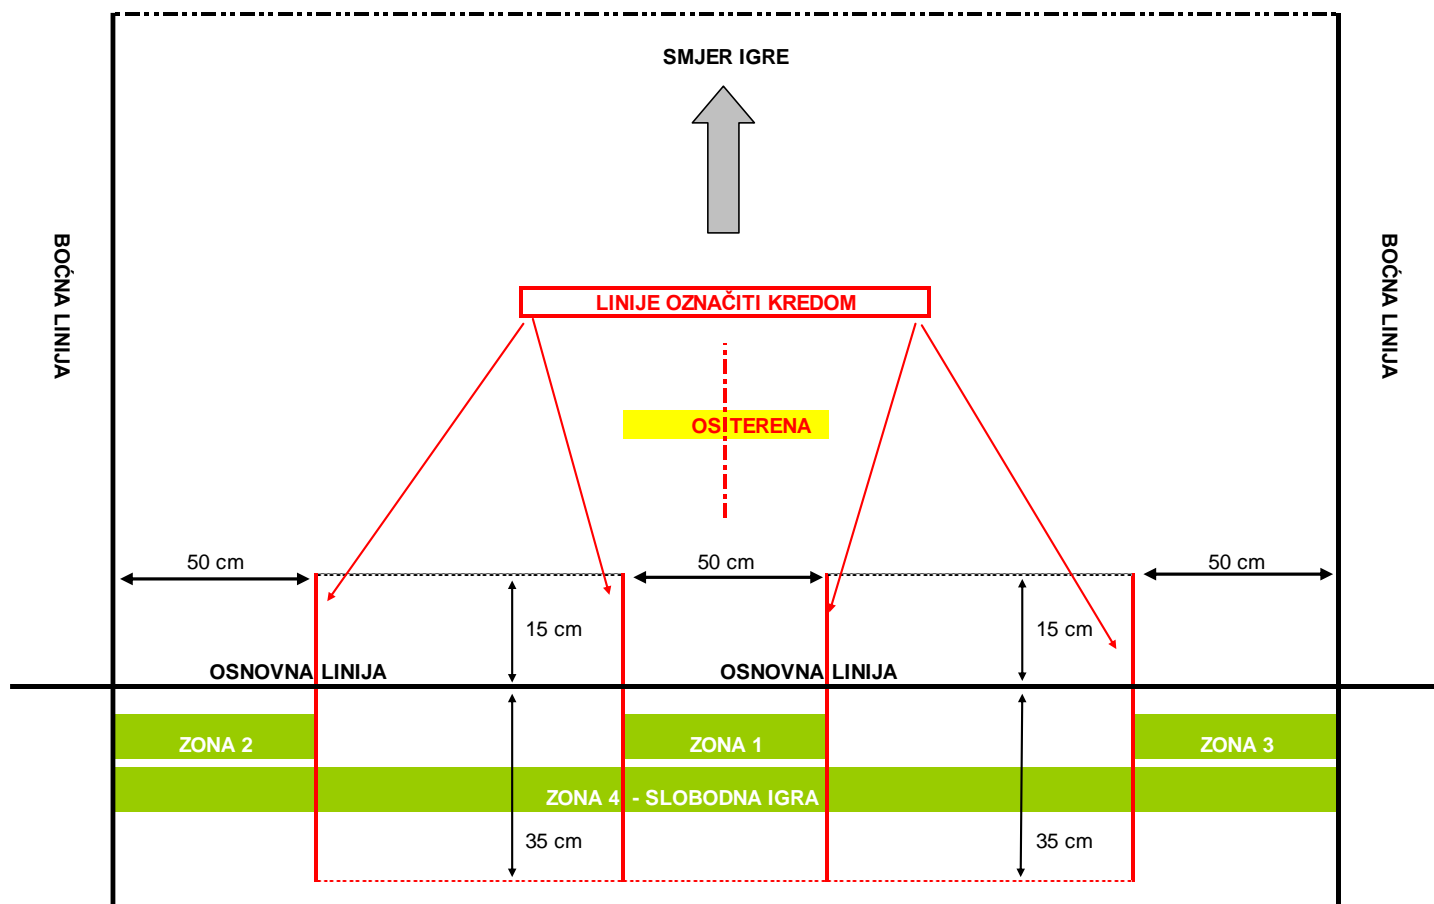 SMJER IGRE
BOĆNA LINIJA
BOĆNA LINIJA
LINIJE OZNAČITI KREDOM
OS TERENA
50 cm
50 cm
50 cm
15 cm
15 cm
OSNOVNA LINIJA
OSNOVNA LINIJA
ZONA 2
ZONA 1
ZONA 3
ZONA 4 - SLOBODNA IGRA
35 cm
35 cm